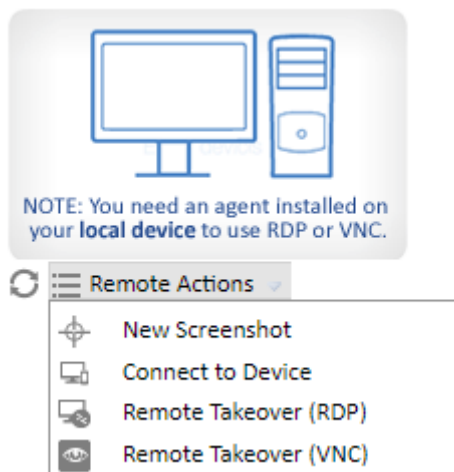 NOTE: You need an agent installed on
your local device to use RDP or VNC.
Remote Actions
New Screenshot
Connect to Device
Remote Takeover (RDP)
Remote Takeover (VNC)